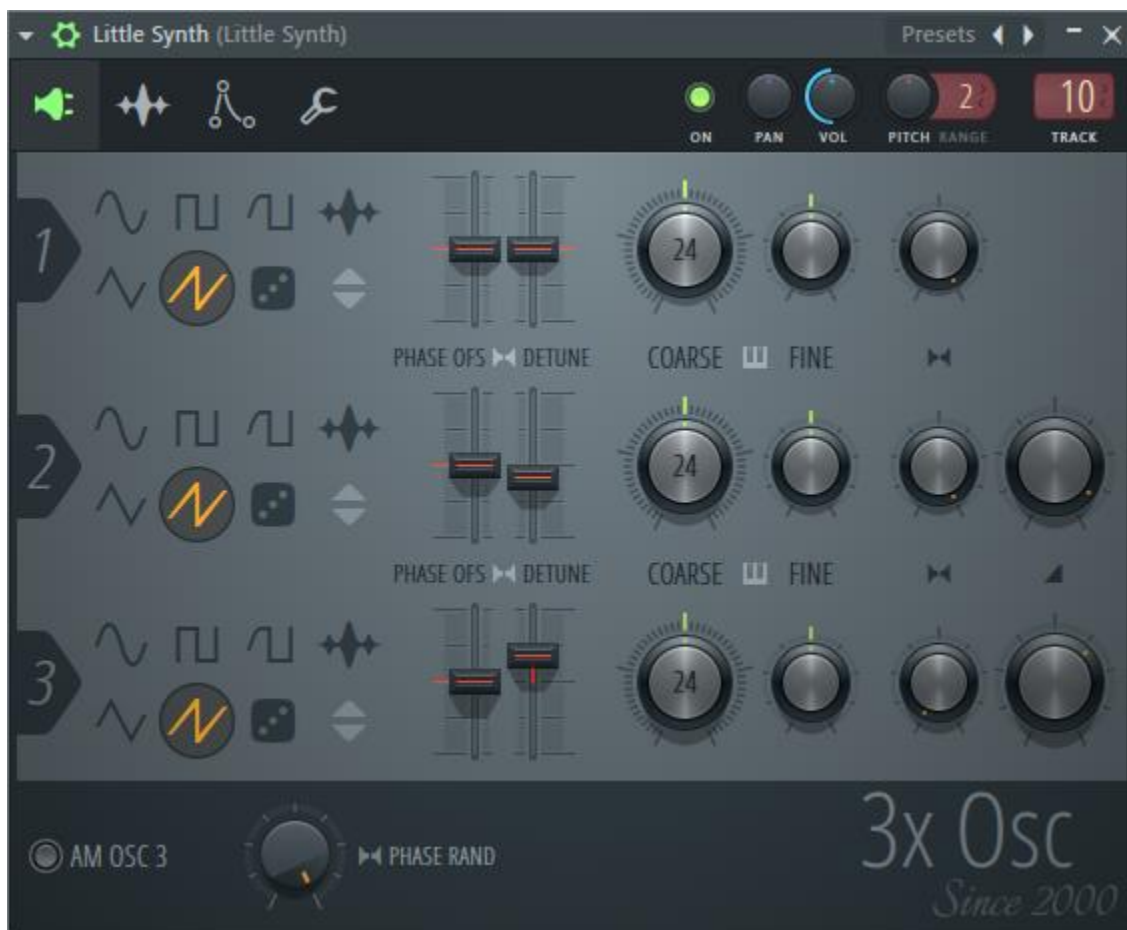 Little Synth (Little Synth) Presets
2 10
ON PAN VOL PITCH RANGE TRACK
1 24
PHASE OFS DETUNE COARSE FINE
2 24
PHASE OFS DETUNE COARSE FINE
3 24
AM OSC 3 PHASE RAND
3x Osc
Since 2000